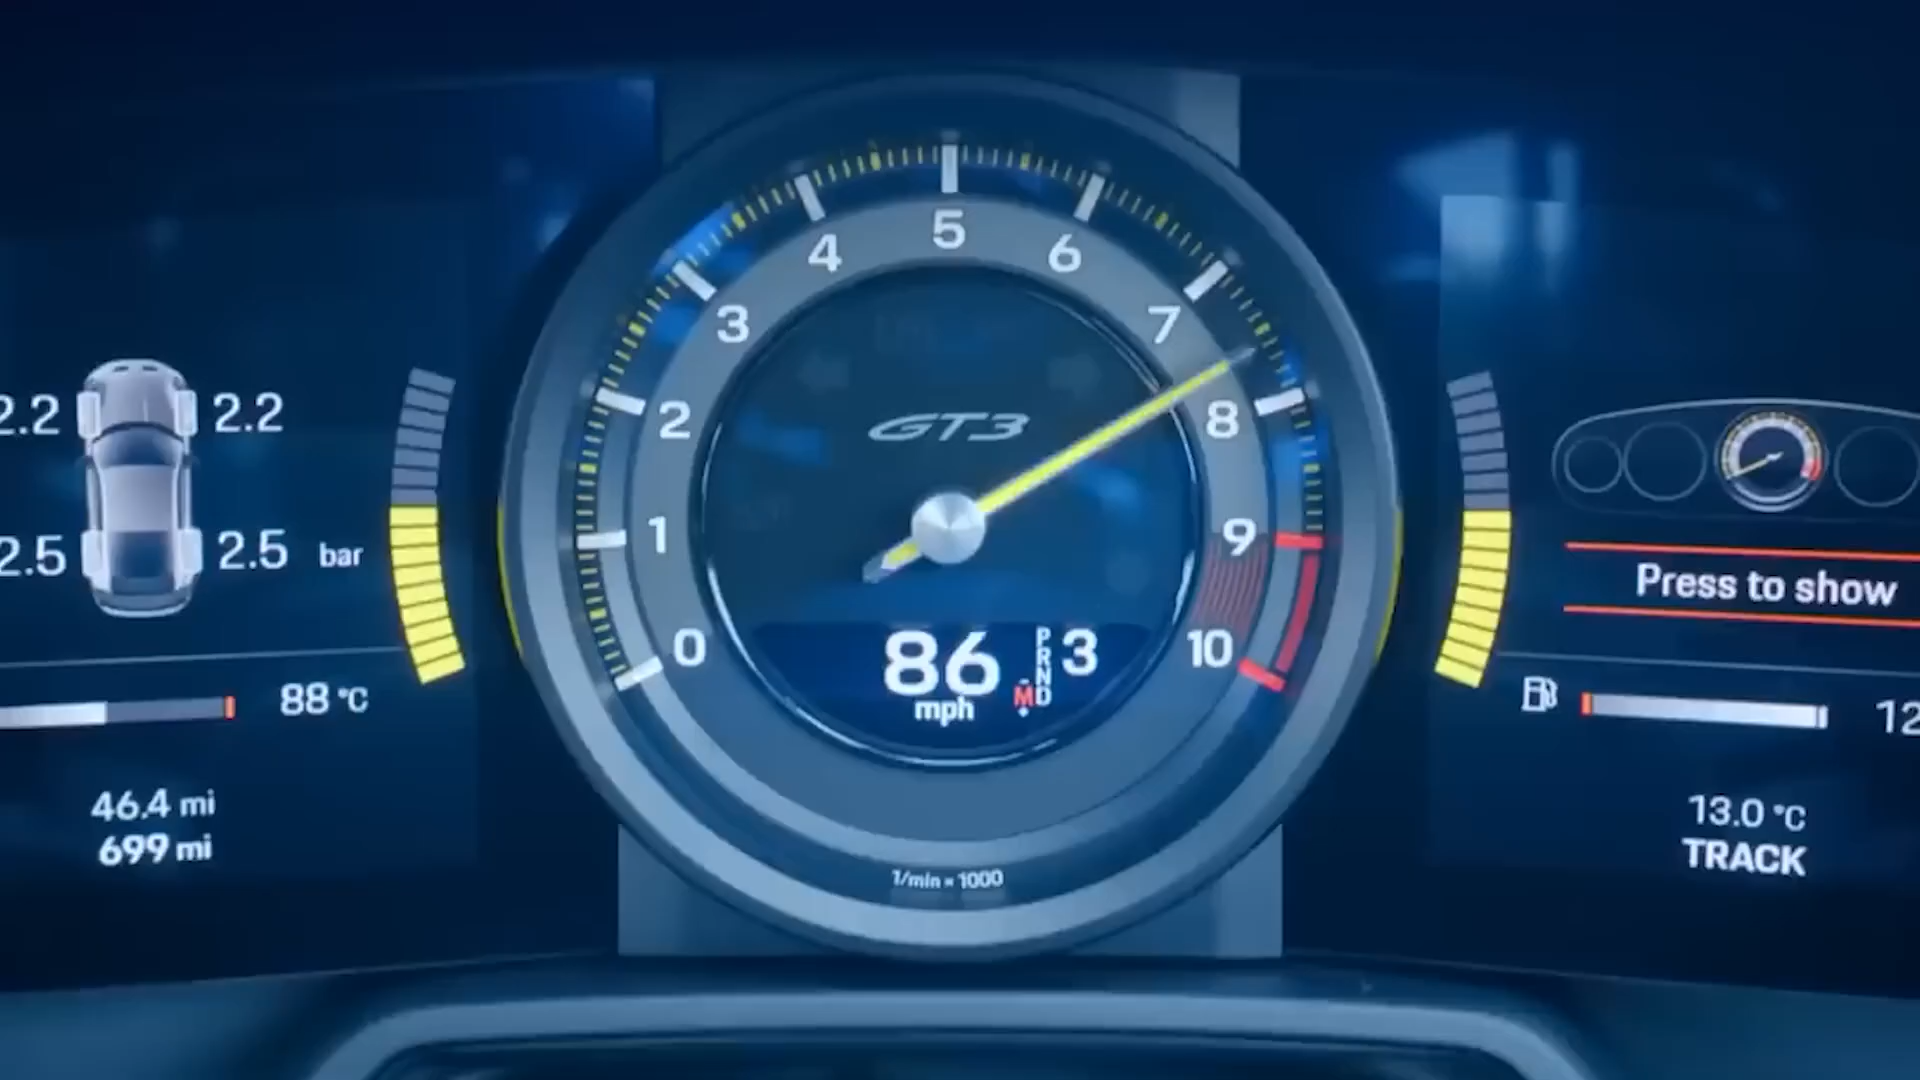 2.2 2.2
2.5 2.5 bar
88 °C
46.4 mi
699 mi
0
1
2
3
4
5
6
7
8
9
10
GT3
86
mph
P
R
N
D
M
3
1/min × 1000
Press to show
13.0 °C
TRACK